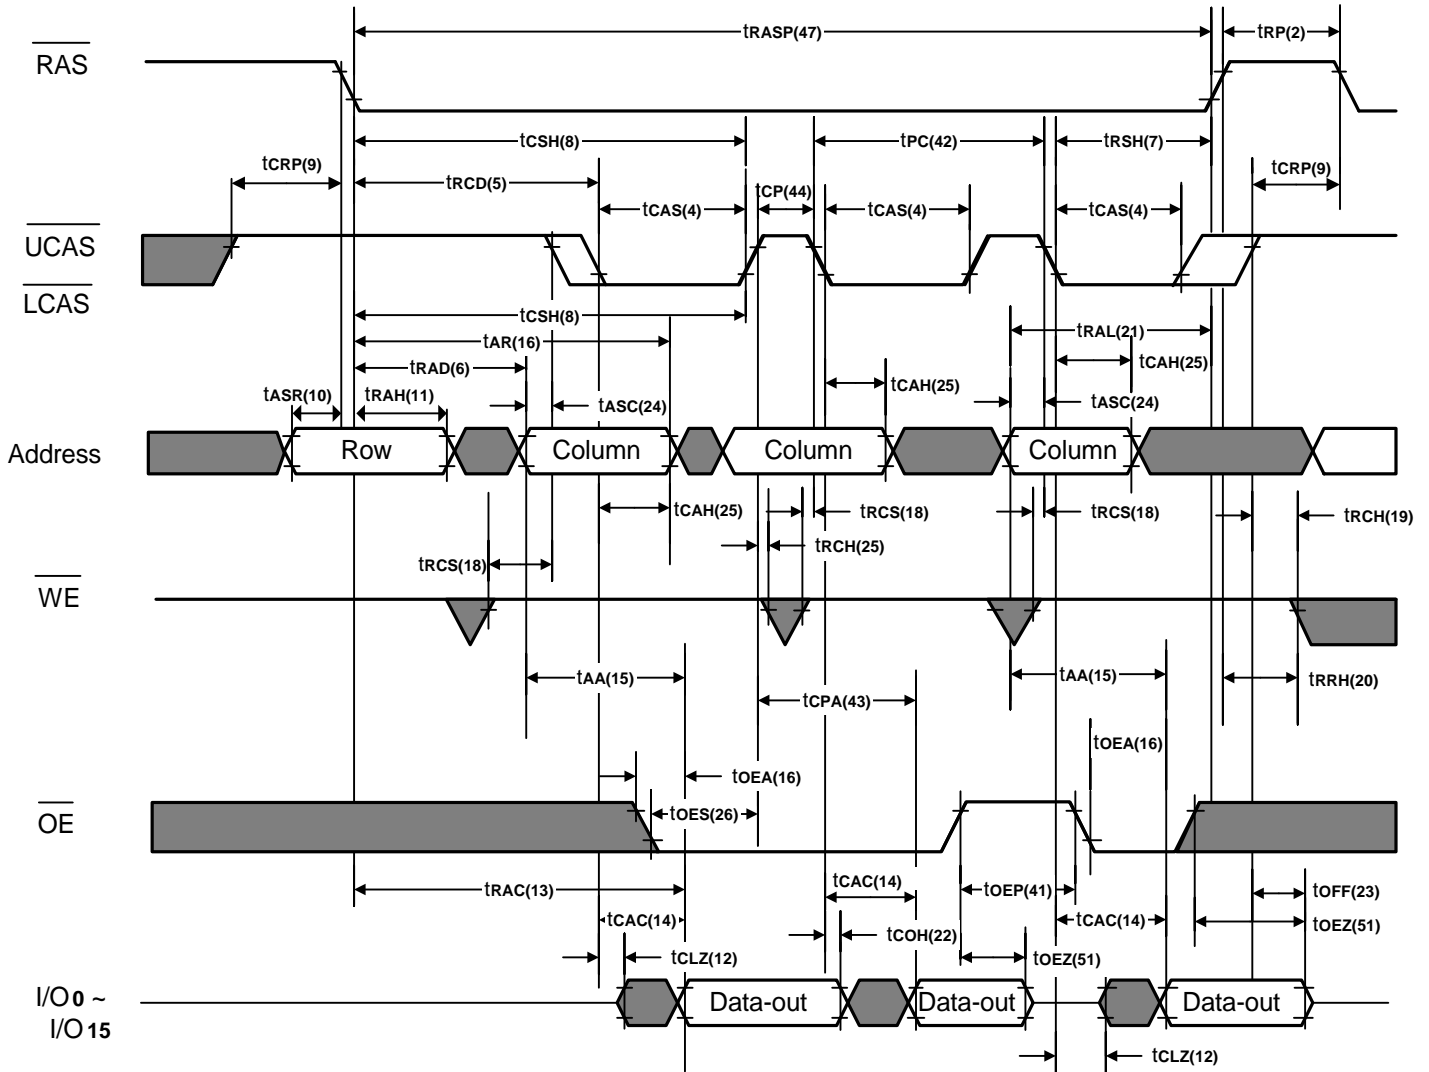 tRASP(47)
tRP(2)
RAS
tCSH(8)
tPC(42)
tRSH(7)
tCRP(9)
tRCD(5)
tCRP(9)
tCP(44)
tCAS(4)
tCAS(4)
tCAS(4)
UCAS
LCAS
tCSH(8)
tRAL(21)
tAR(16)
tRAD(6)
tCAH(25)
tCAH(25)
tASR(10)
tRAH(11)
tASC(24)
tASC(24)
Address
Row
Column
Column
Column
tCAH(25)
tRCS(18)
tRCS(18)
tRCH(19)
tRCH(25)
tRCS(18)
WE
tAA(15)
tAA(15)
tRRH(20)
tCPA(43)
tOEA(16)
tOEA(16)
tOES(26)
OE
tRAC(13)
tCAC(14)
tOEP(41)
tOFF(23)
tCAC(14)
tCAC(14)
tOEZ(51)
tCOH(22)
tCLZ(12)
tOEZ(51)
I/O0 ~
I/O15
Data-out
Data-out
Data-out
tCLZ(12)